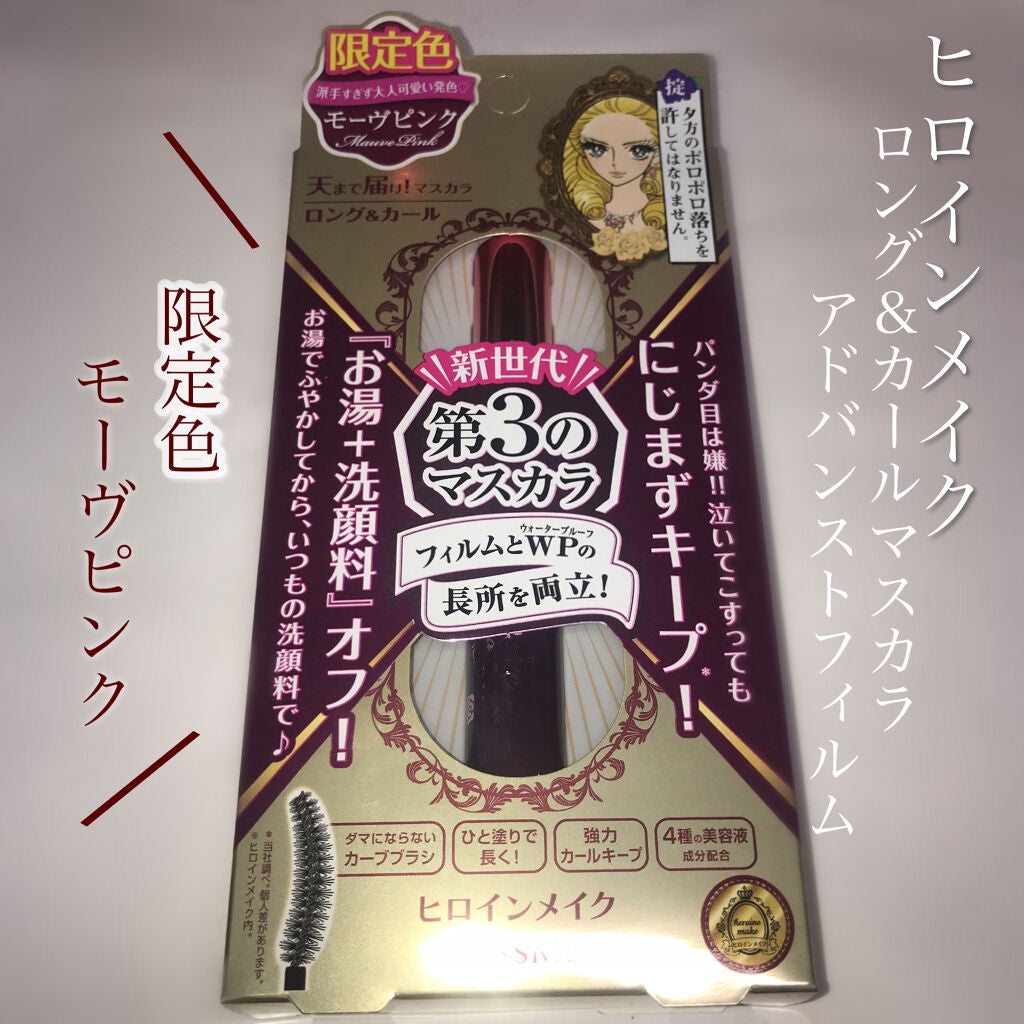 ヒロインメイク
ロング&カールマスカラ
アドバンストフィルム
限定色
モーヴピンク
限定色
派手すぎず大人可愛い発色♡
モーヴピンク
Mauve Pink
天まで届け!マスカラ
ロング&カール
掟
夕方のポロポロ落ちを
許してはなりません。
新世代
第3の
マスカラ
ウォータープルーフ
フィルムとWPの
長所を両立!
パンダ目は嫌!!泣いてこすっても
にじまずキープ*!
『お湯+洗顔料』オフ!
お湯でふやかしてから、いつもの洗顔料で♪
ダマにならない
カーブブラシ
ひと塗りで
長く!
強力
カールキープ
4種の美容液
成分配合
*当社調べ。個人差があります。
※ヒロインメイク内。
ヒロインメイク
heroine
make
ヒロインメイク